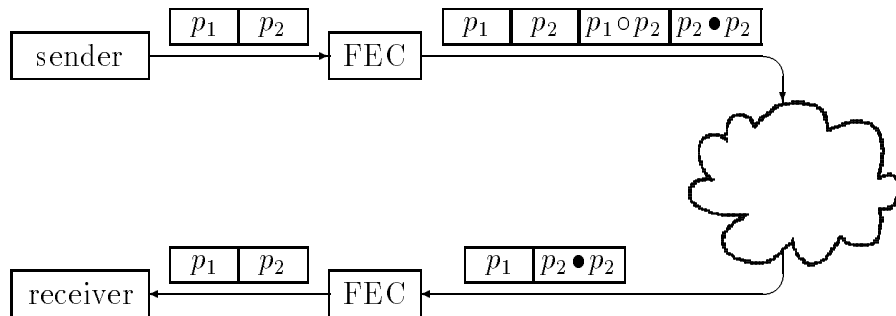 p₁ p₂ p₁ p₂ p₁∘p₂ p₂•p₂
sender FEC
p₁ p₂ p₁ p₂•p₂
receiver FEC